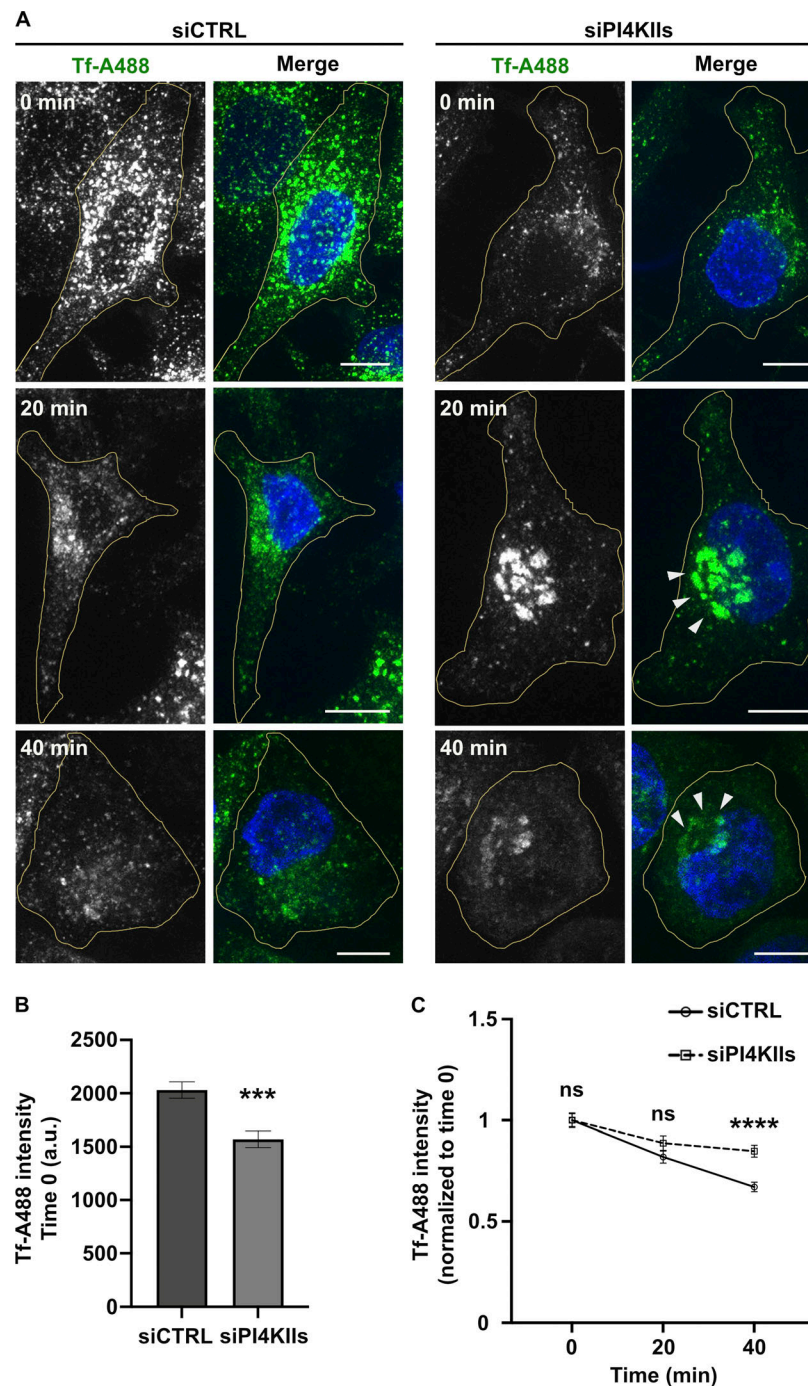 A
siCTRL
siPI4KIIs
Tf-A488
Merge
Tf-A488
Merge
0 min
0 min
20 min
20 min
40 min
40 min
B
2500
2000
1500
1000
500
0
Tf-A488 intensity
Time 0 (a.u.)
***
siCTRL
siPI4KIIs
C
1.5
1
0.5
0
Tf-A488 intensity
(normalized to time 0)
siCTRL
siPI4KIIs
ns
ns
****
0
20
40
Time (min)